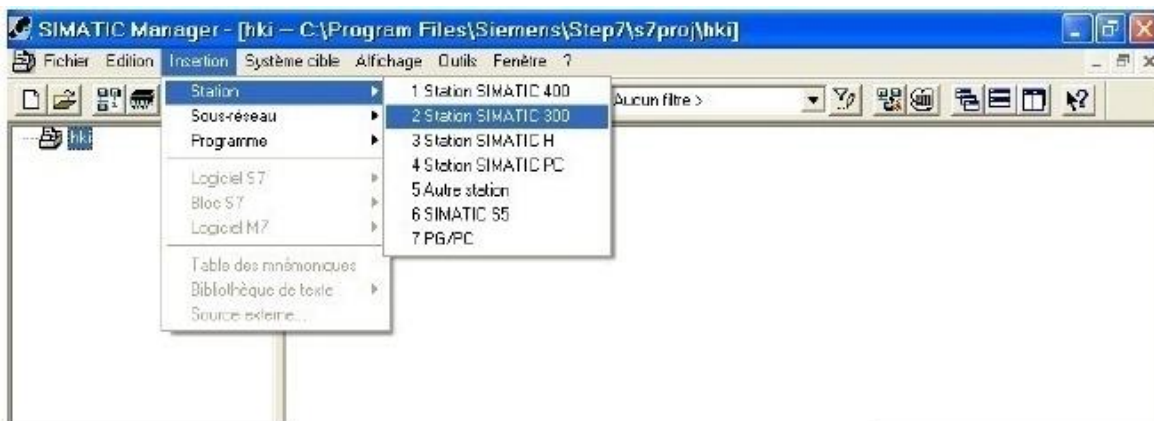 SIMATIC Manager - [hki -- C:\Program Files\Siemens\Step7\s7proj\hki]
Fichier Edition Insertion Système cible Affichage Outils Fenêtre ?
Station
Sous-réseau
Programme
Logiciel S7
Bloc S7
Logiciel M7
Table des mnémoniques
Bibliothèque de texte
Source externe...
1 Station SIMATIC 400
2 Station SIMATIC 300
3 Station SIMATIC H
4 Station SIMATIC PC
5 Autre station
6 SIMATIC S5
7 PG/PC
Aucun filtre >
hki